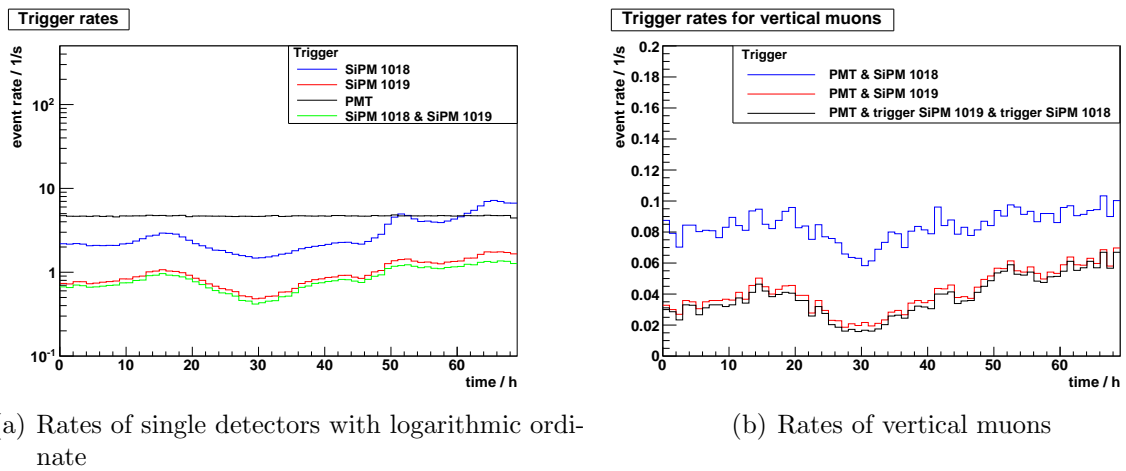 Trigger rates
event rate / 1/s
10²
10
1
10⁻¹
0 10 20 30 40 50 60
time / h
Trigger
SiPM 1018
SiPM 1019
PMT
SiPM 1018 & SiPM 1019
a) Rates of single detectors with logarithmic ordi-
nate
Trigger rates for vertical muons
event rate / 1/s
0.2
0.18
0.16
0.14
0.12
0.1
0.08
0.06
0.04
0.02
0
0 10 20 30 40 50 60
time / h
Trigger
PMT & SiPM 1018
PMT & SiPM 1019
PMT & trigger SiPM 1019 & trigger SiPM 1018
(b) Rates of vertical muons